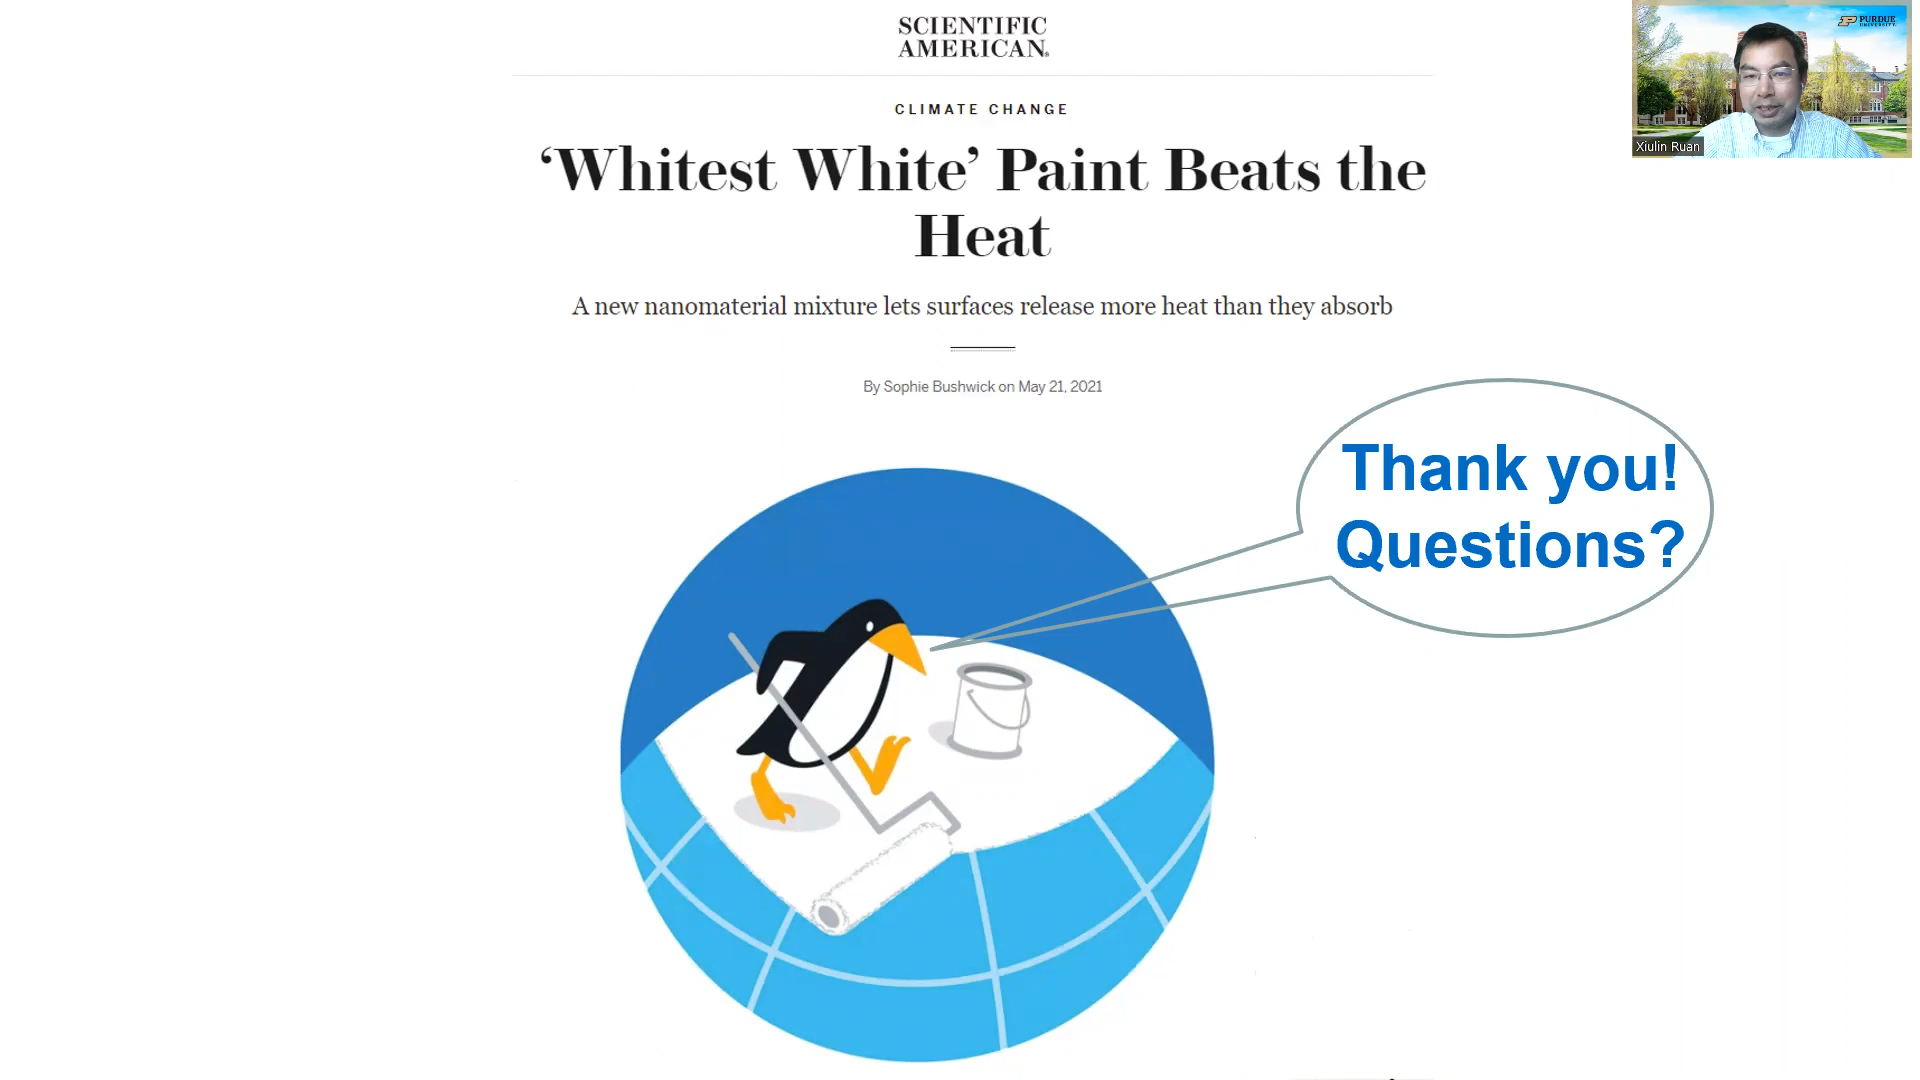 SCIENTIFIC
AMERICAN®
CLIMATE CHANGE
‘Whitest White’ Paint Beats the
Heat
A new nanomaterial mixture lets surfaces release more heat than they absorb
By Sophie Bushwick on May 21, 2021
Thank you!
Questions?
PURDUE
UNIVERSITY
Xiulin Ruan